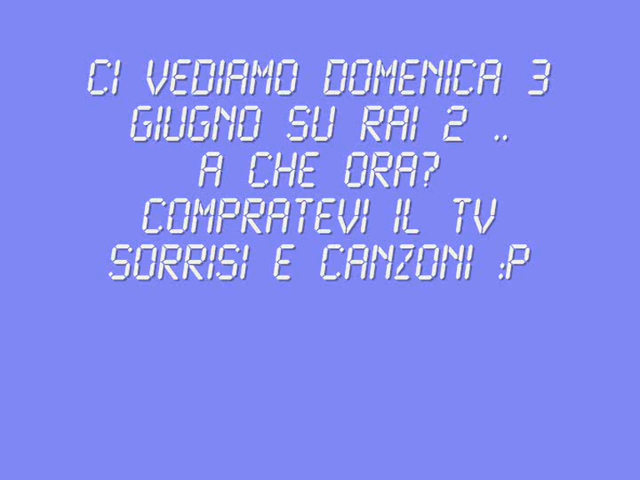 CI VEDIAMO DOMENICA 3
GIUGNO SU RAI 2 ..
A CHE ORA?
COMPRATEVI IL TV
SORRISI E CANZONI :P